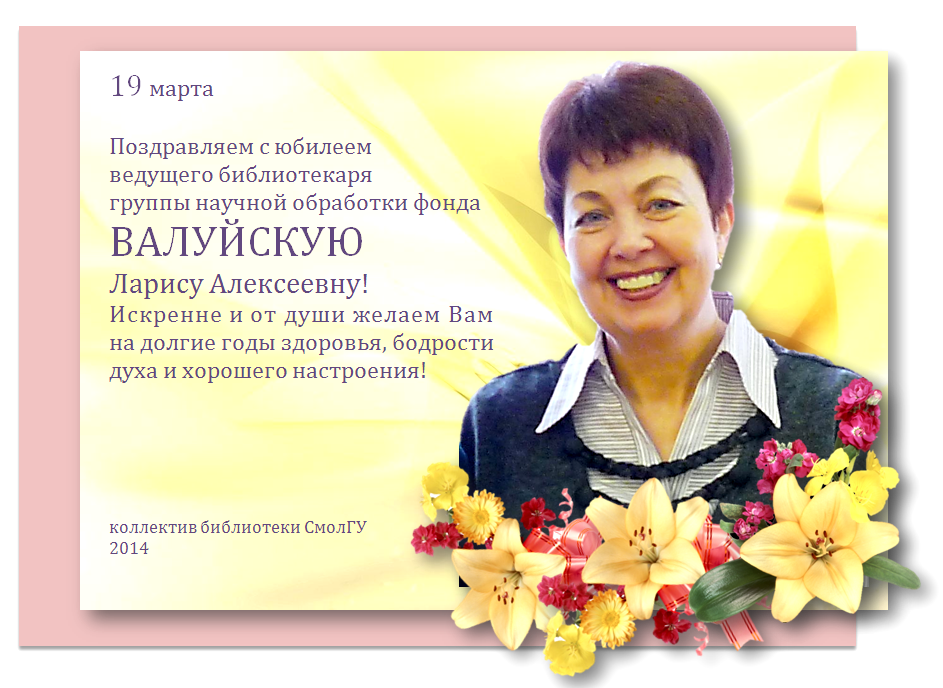 19 марта
Поздравляем с юбилеем
ведущего библиотекаря
группы научной обработки фонда
ВАЛУЙСКУЮ
Ларису Алексеевну!
Искренне и от души желаем Вам
на долгие годы здоровья, бодрости
духа и хорошего настроения!
коллектив библиотеки СмолГУ
2014